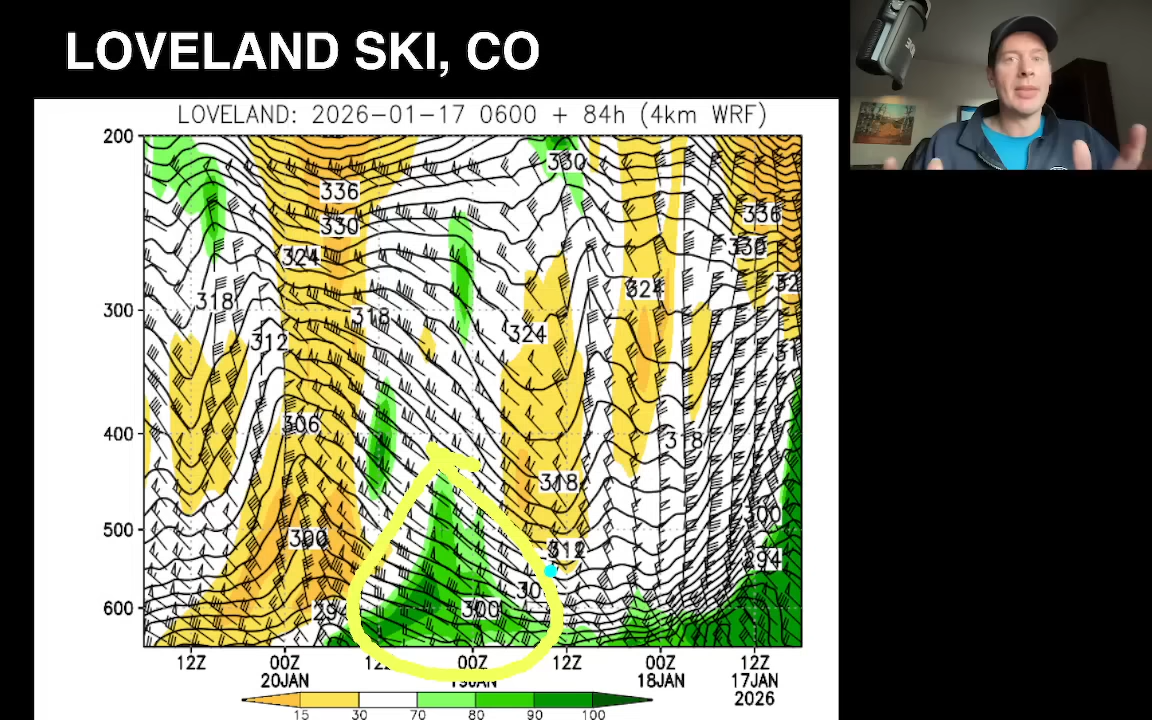 LOVELAND SKI, CO
LOVELAND: 2026-01-17 0600 + 84h (4km WRF)
200
330
336
336
330
330
324
324
318
300
318
312
324
306
400
318
318
300
500
300
312
294
600
294
300
12Z
00Z
00Z
12Z
00Z
12Z
20JAN
18JAN
17JAN
2026
15
30
70
80
90
100